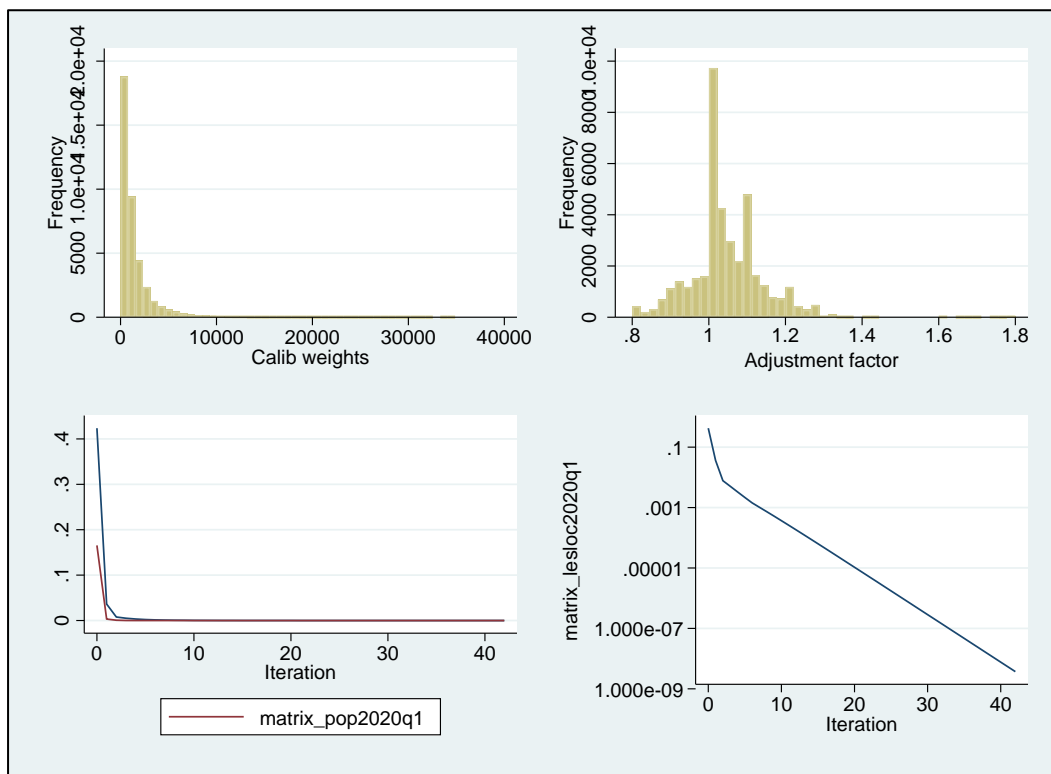 Frequency
0 5000 1.0e+04 1.5e+04 2.0e+04
0 10000 20000 30000 40000
Calib weights
Frequency
0 2000 4000 6000 8000 1.0e+04
.8 1 1.2 1.4 1.6 1.8
Adjustment factor
0 .1 .2 .3 .4
0 10 20 30 40
Iteration
matrix_pop2020q1
matrix_lesloc2020q1
.1
.001
.00001
1.000e-07
1.000e-09
0 10 20 30 40
Iteration